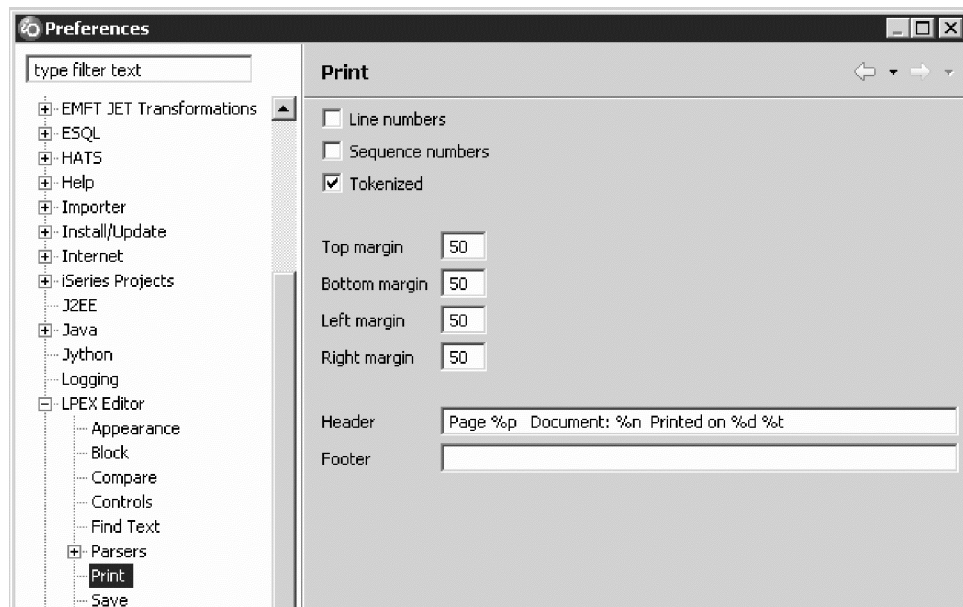 Preferences
type filter text
EMFT JET Transformations
ESQL
HATS
Help
Importer
Install/Update
Internet
iSeries Projects
J2EE
Java
Jython
Logging
LPEX Editor
Appearance
Block
Compare
Controls
Find Text
Parsers
Print
Save
Print
Line numbers
Sequence numbers
Tokenized
Top margin 50
Bottom margin 50
Left margin 50
Right margin 50
Header Page %p Document: %n Printed on %d %t
Footer